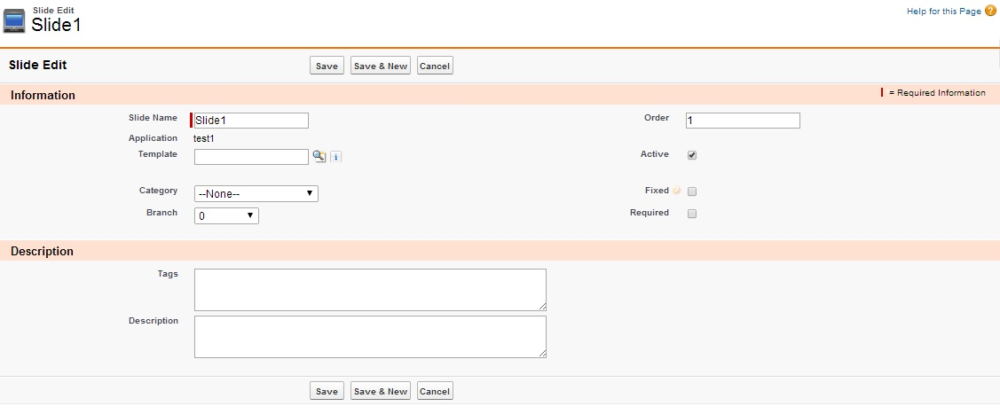 Slide Edit
Slide1
Help for this Page ?
Slide Edit
Save Save & New Cancel
Information
= Required Information
Slide Name Slide1
Order 1
Application test1
Template
i
Active
Category --None--
Fixed
Branch 0
Required
Description
Tags
Description
Save Save & New Cancel